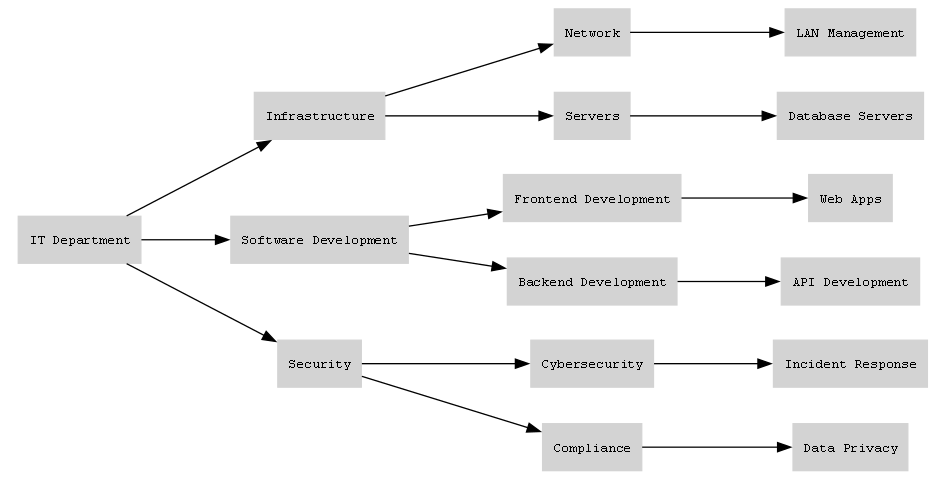 Network
LAN Management
Infrastructure
Servers
Database Servers
Frontend Development
Web Apps
IT Department
Software Development
Backend Development
API Development
Security
Cybersecurity
Incident Response
Compliance
Data Privacy